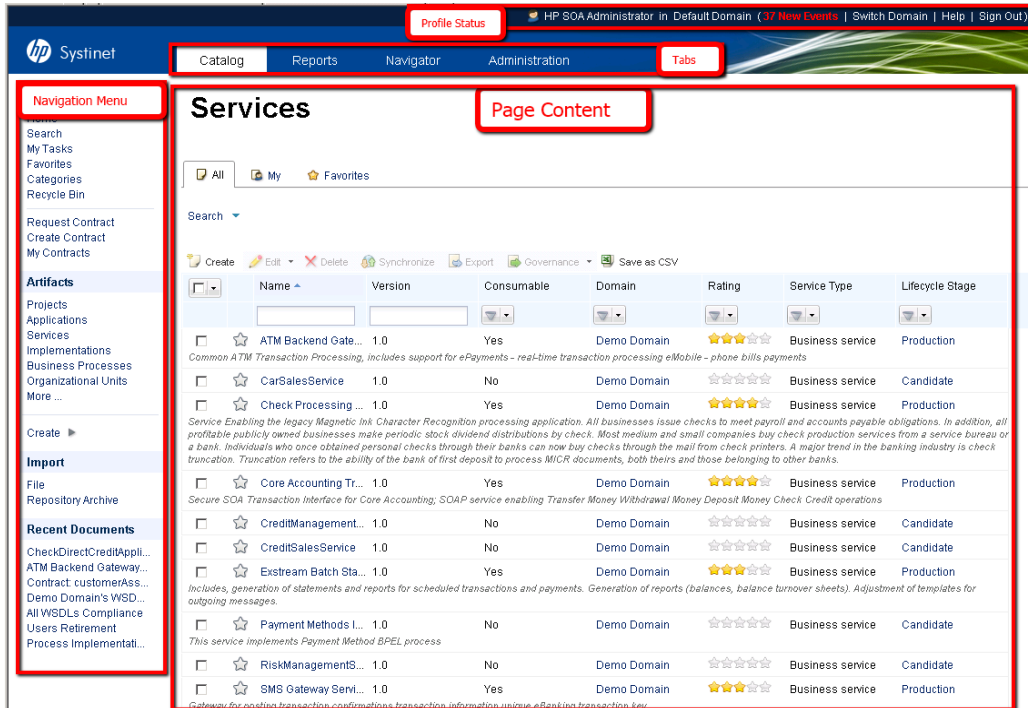 Profile Status
HP SOA Administrator in Default Domain (37 New Events | Switch Domain | Help | Sign Out)
hp Systinet
Catalog Reports Navigator Administration
Tabs
Navigation Menu
Home
Search
My Tasks
Favorites
Categories
Recycle Bin
Request Contract
Create Contract
My Contracts
Artifacts
Projects
Applications
Services
Implementations
Business Processes
Organizational Units
More ...
Create
Import
File
Repository Archive
Recent Documents
CheckDirectCreditAppli...
ATM Backend Gateway...
Contract: customerAss...
Demo Domain's WSD...
All WSDLs Compliance
Users Retirement
Process Implementati...
Services
Page Content
All My Favorites
Search
Create Edit Delete Synchronize Export Governance Save as CSV
Name Version Consumable Domain Rating Service Type Lifecycle Stage
ATM Backend Gate... 1.0 Yes Demo Domain Business service Production
Common ATM Transaction Processing, includes support for ePayments – real-time transaction processing eMobile – phone bills payments
CarSalesService 1.0 No Demo Domain Business service Candidate
Check Processing ... 1.0 Yes Demo Domain Business service Production
Service Enabling the legacy Magnetic Ink Character Recognition processing application. All businesses issue checks to meet payroll and accounts payable obligations. In addition, all
profitable publicly owned businesses make periodic stock dividend distributions by check. Most medium and small companies buy check production services from a service bureau or
a bank. Individuals who once obtained personal checks through their banks can now buy checks through the mail from check printers. A major trend in the banking industry is check
truncation. Truncation refers to the ability of the bank of first deposit to process MICR documents, both theirs and those belonging to other banks.
Core Accounting Tr... 1.0 Yes Demo Domain Business service Production
Secure SOA Transaction Interface for Core Accounting; SOAP service enabling Transfer Money Withdrawal Money Deposit Money Check Credit operations
CreditManagement... 1.0 No Demo Domain Business service Candidate
CreditSalesService 1.0 No Demo Domain Business service Candidate
Exstream Batch Sta... 1.0 Yes Demo Domain Business service Production
Includes, generation of statements and reports for scheduled transactions and payments. Generation of reports (balances, balance turnover sheets). Adjustment of templates for
outgoing messages.
Payment Methods I... 1.0 No Demo Domain Business service Candidate
This service implements Payment Method BPEL process
RiskManagementS... 1.0 No Demo Domain Business service Candidate
SMS Gateway Servi... 1.0 Yes Demo Domain Business service Production
Gateway for posting transaction confirmations transaction information unique eBanking transaction key